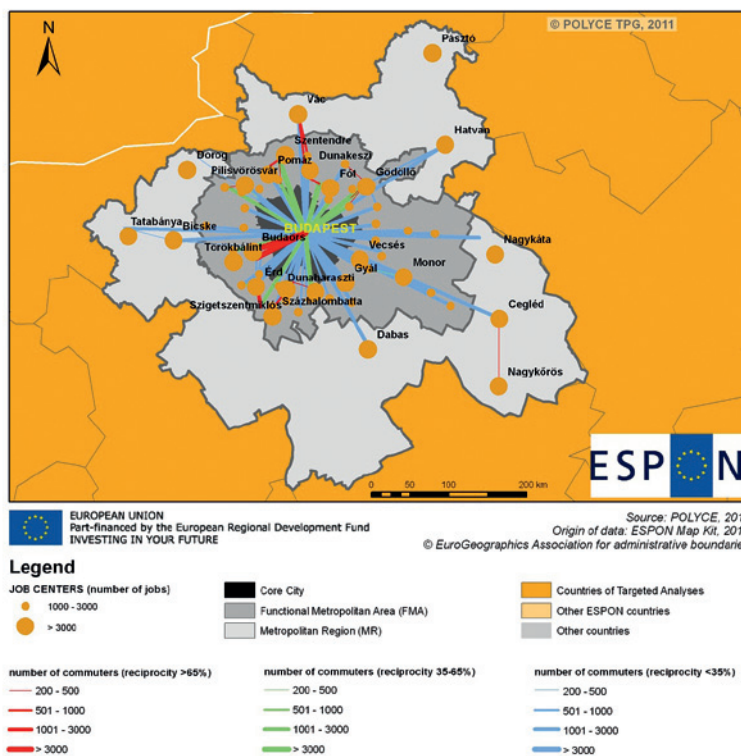 N
© POLYCE TPG, 2011
Pásztó
Vác
Hatvan
Szentendre
Dorog
Pomáz
Dunakeszi
Pilisvörösvár
Fót
Gödöllő
Tatabánya
Bicske
BUDAPEST
Budaörs
Törökbálint
Vecsés
Nagykáta
Érd
Gyál
Monor
Dunaharaszti
Szigetszentmiklós
Százhalombatta
Cegléd
Dabas
Nagykőrös
ESPON
0 50 100 200 km
EUROPEAN UNION
Part-financed by the European Regional Development Fund
INVESTING IN YOUR FUTURE
Source: POLYCE, 201
Origin of data: ESPON Map Kit, 201
© EuroGeographics Association for administrative boundarie
Legend
JOB CENTERS (number of jobs)
1000 - 3000
> 3000
Core City
Functional Metropolitan Area (FMA)
Metropolitan Region (MR)
Countries of Targeted Analyses
Other ESPON countries
Other countries
number of commuters (reciprocity >65%)
200 - 500
501 - 1000
1001 - 3000
> 3000
number of commuters (reciprocity 35-65%)
200 - 500
501 - 1000
1001 - 3000
> 3000
number of commuters (reciprocity <35%)
200 - 500
501 - 1000
1001 - 3000
> 3000